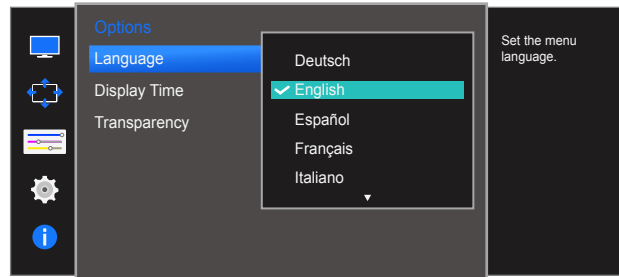 Options
Language
Display Time
Transparency
Deutsch
English
Español
Français
Italiano
Set the menu
language.